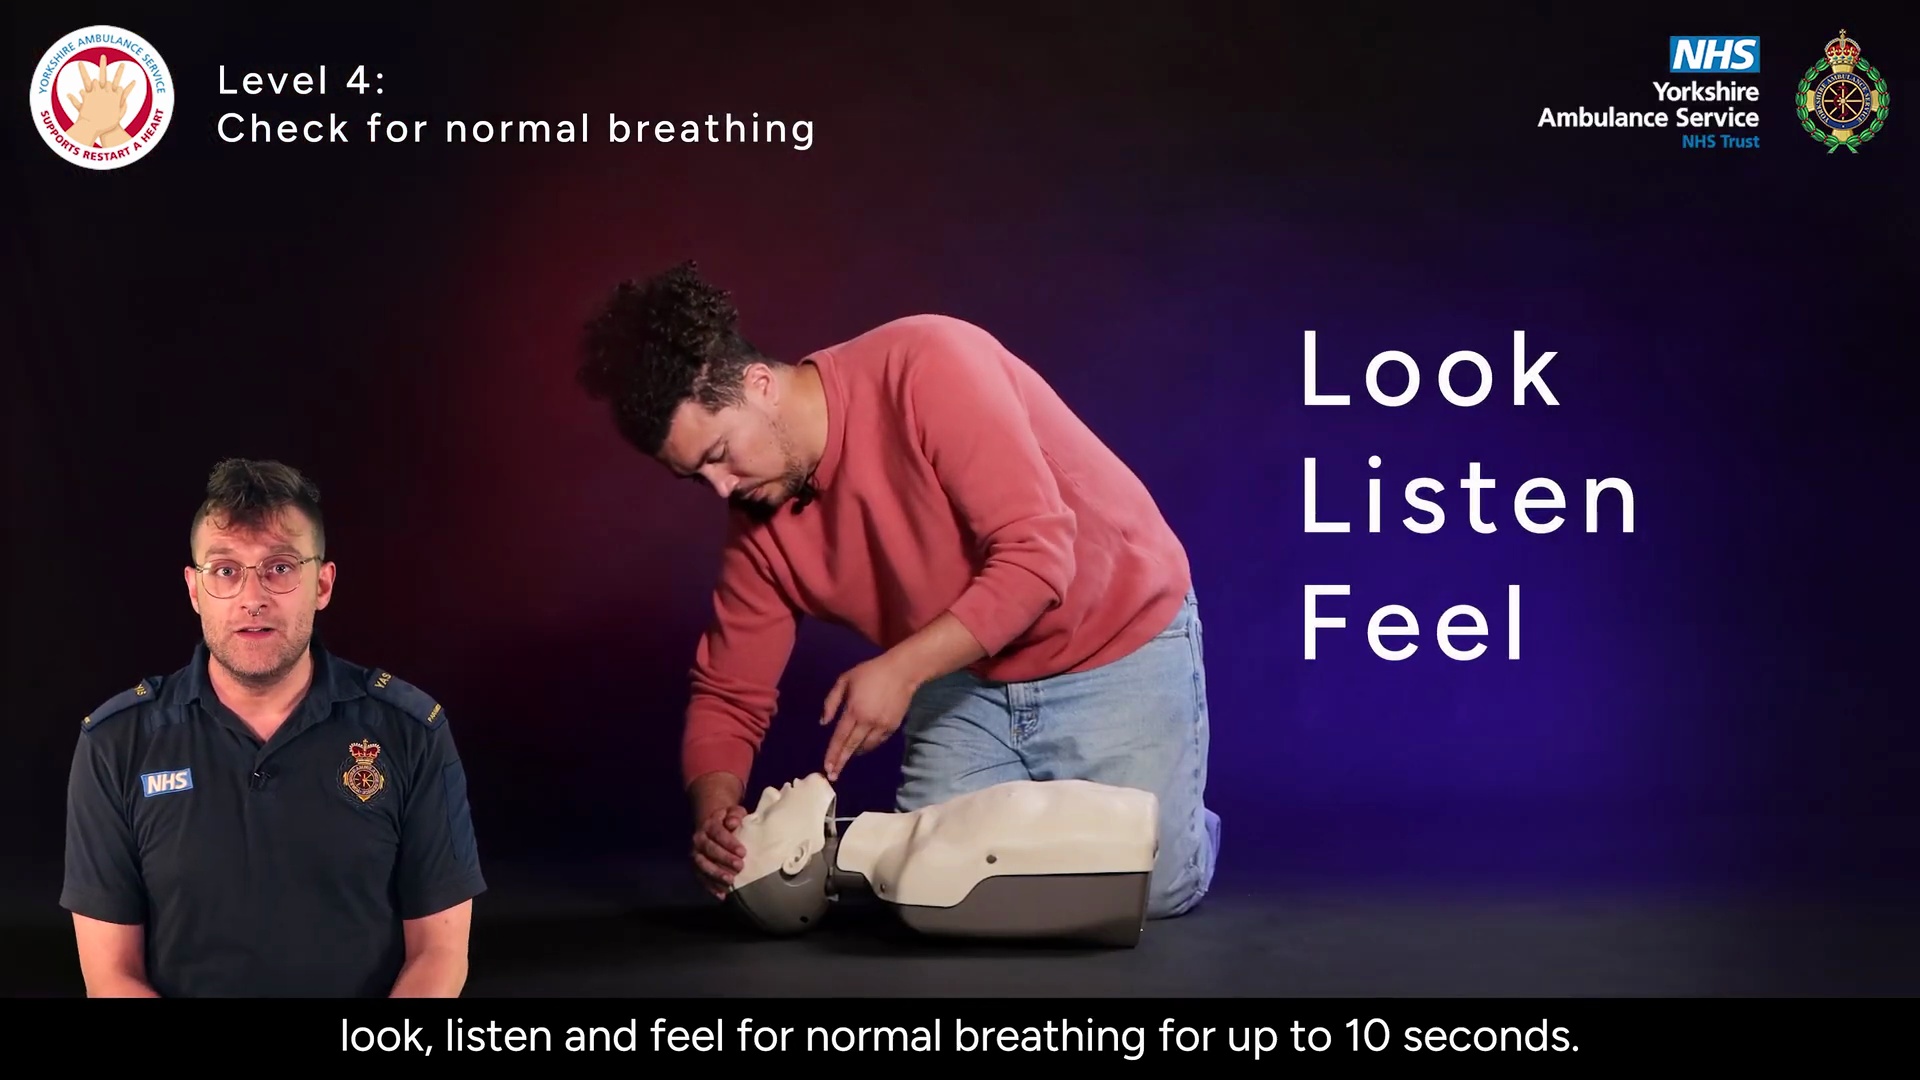 YORKSHIRE AMBULANCE SERVICE
SUPPORTS RESTART A HEART
Level 4:
Check for normal breathing
NHS
Yorkshire
Ambulance Service
NHS Trust
Look
Listen
Feel
YAS
NHS
look, listen and feel for normal breathing for up to 10 seconds.